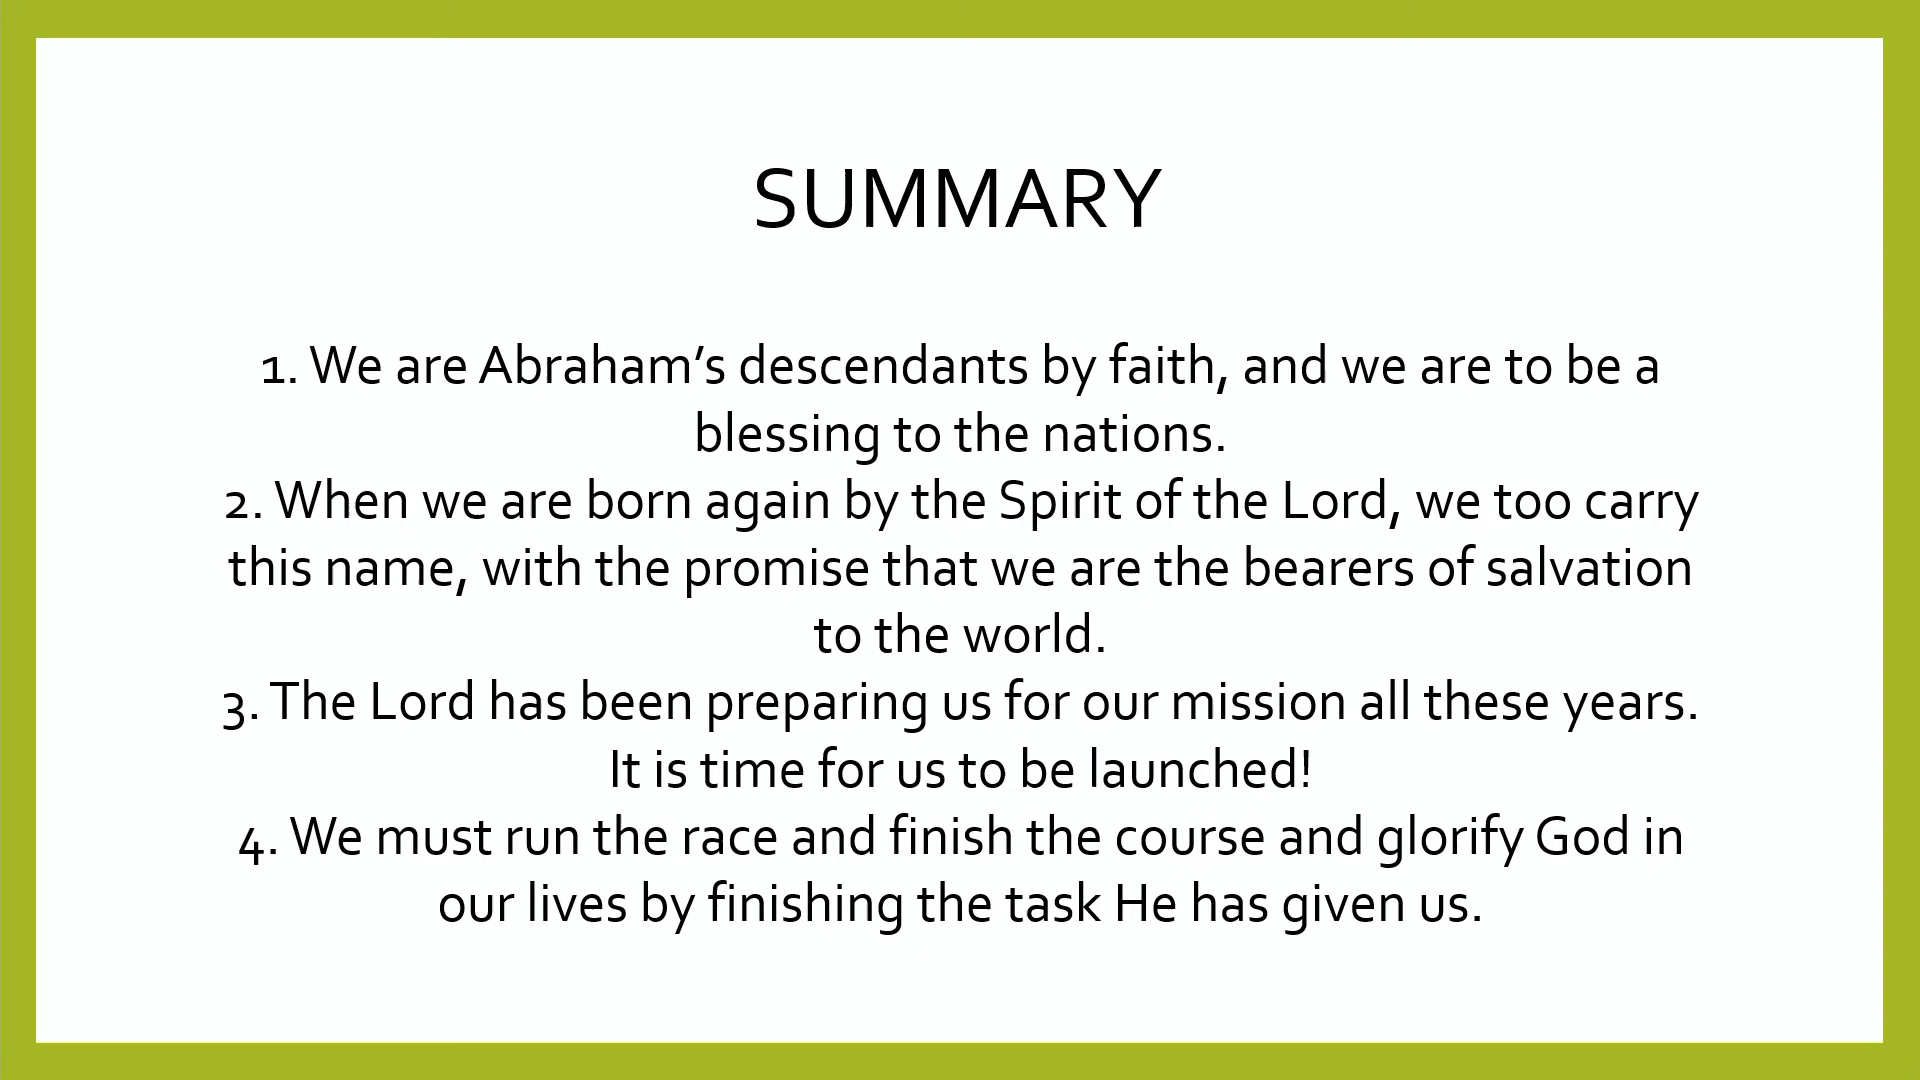 SUMMARY
1. We are Abraham’s descendants by faith, and we are to be a
blessing to the nations.
2. When we are born again by the Spirit of the Lord, we too carry
this name, with the promise that we are the bearers of salvation
to the world.
3. The Lord has been preparing us for our mission all these years.
It is time for us to be launched!
4. We must run the race and finish the course and glorify God in
our lives by finishing the task He has given us.